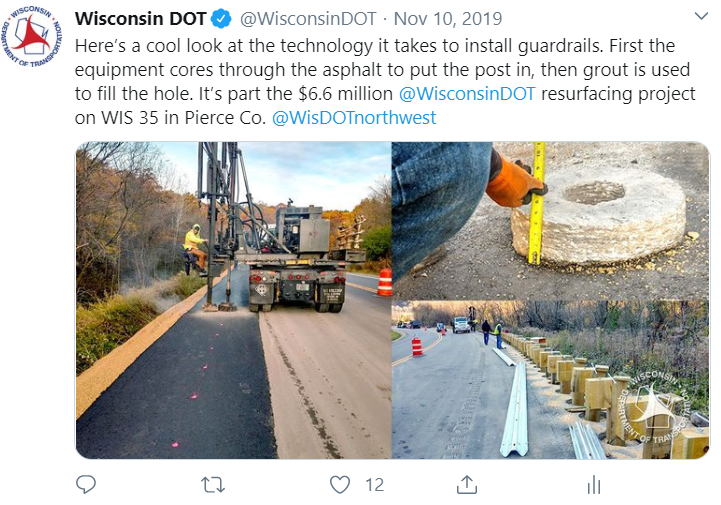 Wisconsin DOT @WisconsinDOT · Nov 10, 2019
Here's a cool look at the technology it takes to install guardrails. First the
equipment cores through the asphalt to put the post in, then grout is used
to fill the hole. It's part the $6.6 million @WisconsinDOT resurfacing project
on WIS 35 in Pierce Co. @WisDOTnorthwest
WISCONSIN
DEPARTMENT OF TRANSPORTATION
WISCONSIN
DEPARTMENT OF TRAN
12